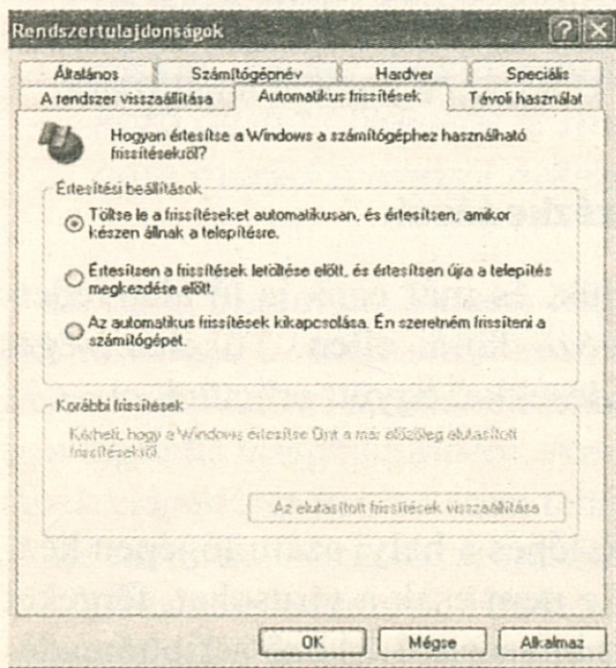 Rendszertulajdonságok
Általános Számítógépnév Hardver Speciális
A rendszer visszaállítása Automatikus frissítések Távoli használat
Hogyan értesítse a Windows a számítógéphez használható
frissítésekről?
Értesítési beállítások
Töltse le a frissítéseket automatikusan, és értesítsen, amikor
készen állnak a telepítésre.
Értesítsen a frissítések letöltése előtt, és értesítsen újra a telepítés
megkezdése előtt.
Az automatikus frissítések kikapcsolása. Én szeretném frissíteni a
számítógépet.
Korábbi frissítések
Kérheti, hogy a Windows értesítse Önt a már előzőleg elutasított
frissítésekről.
Az elutasított frissítések visszaállítása
OK Mégse Alkalmaz